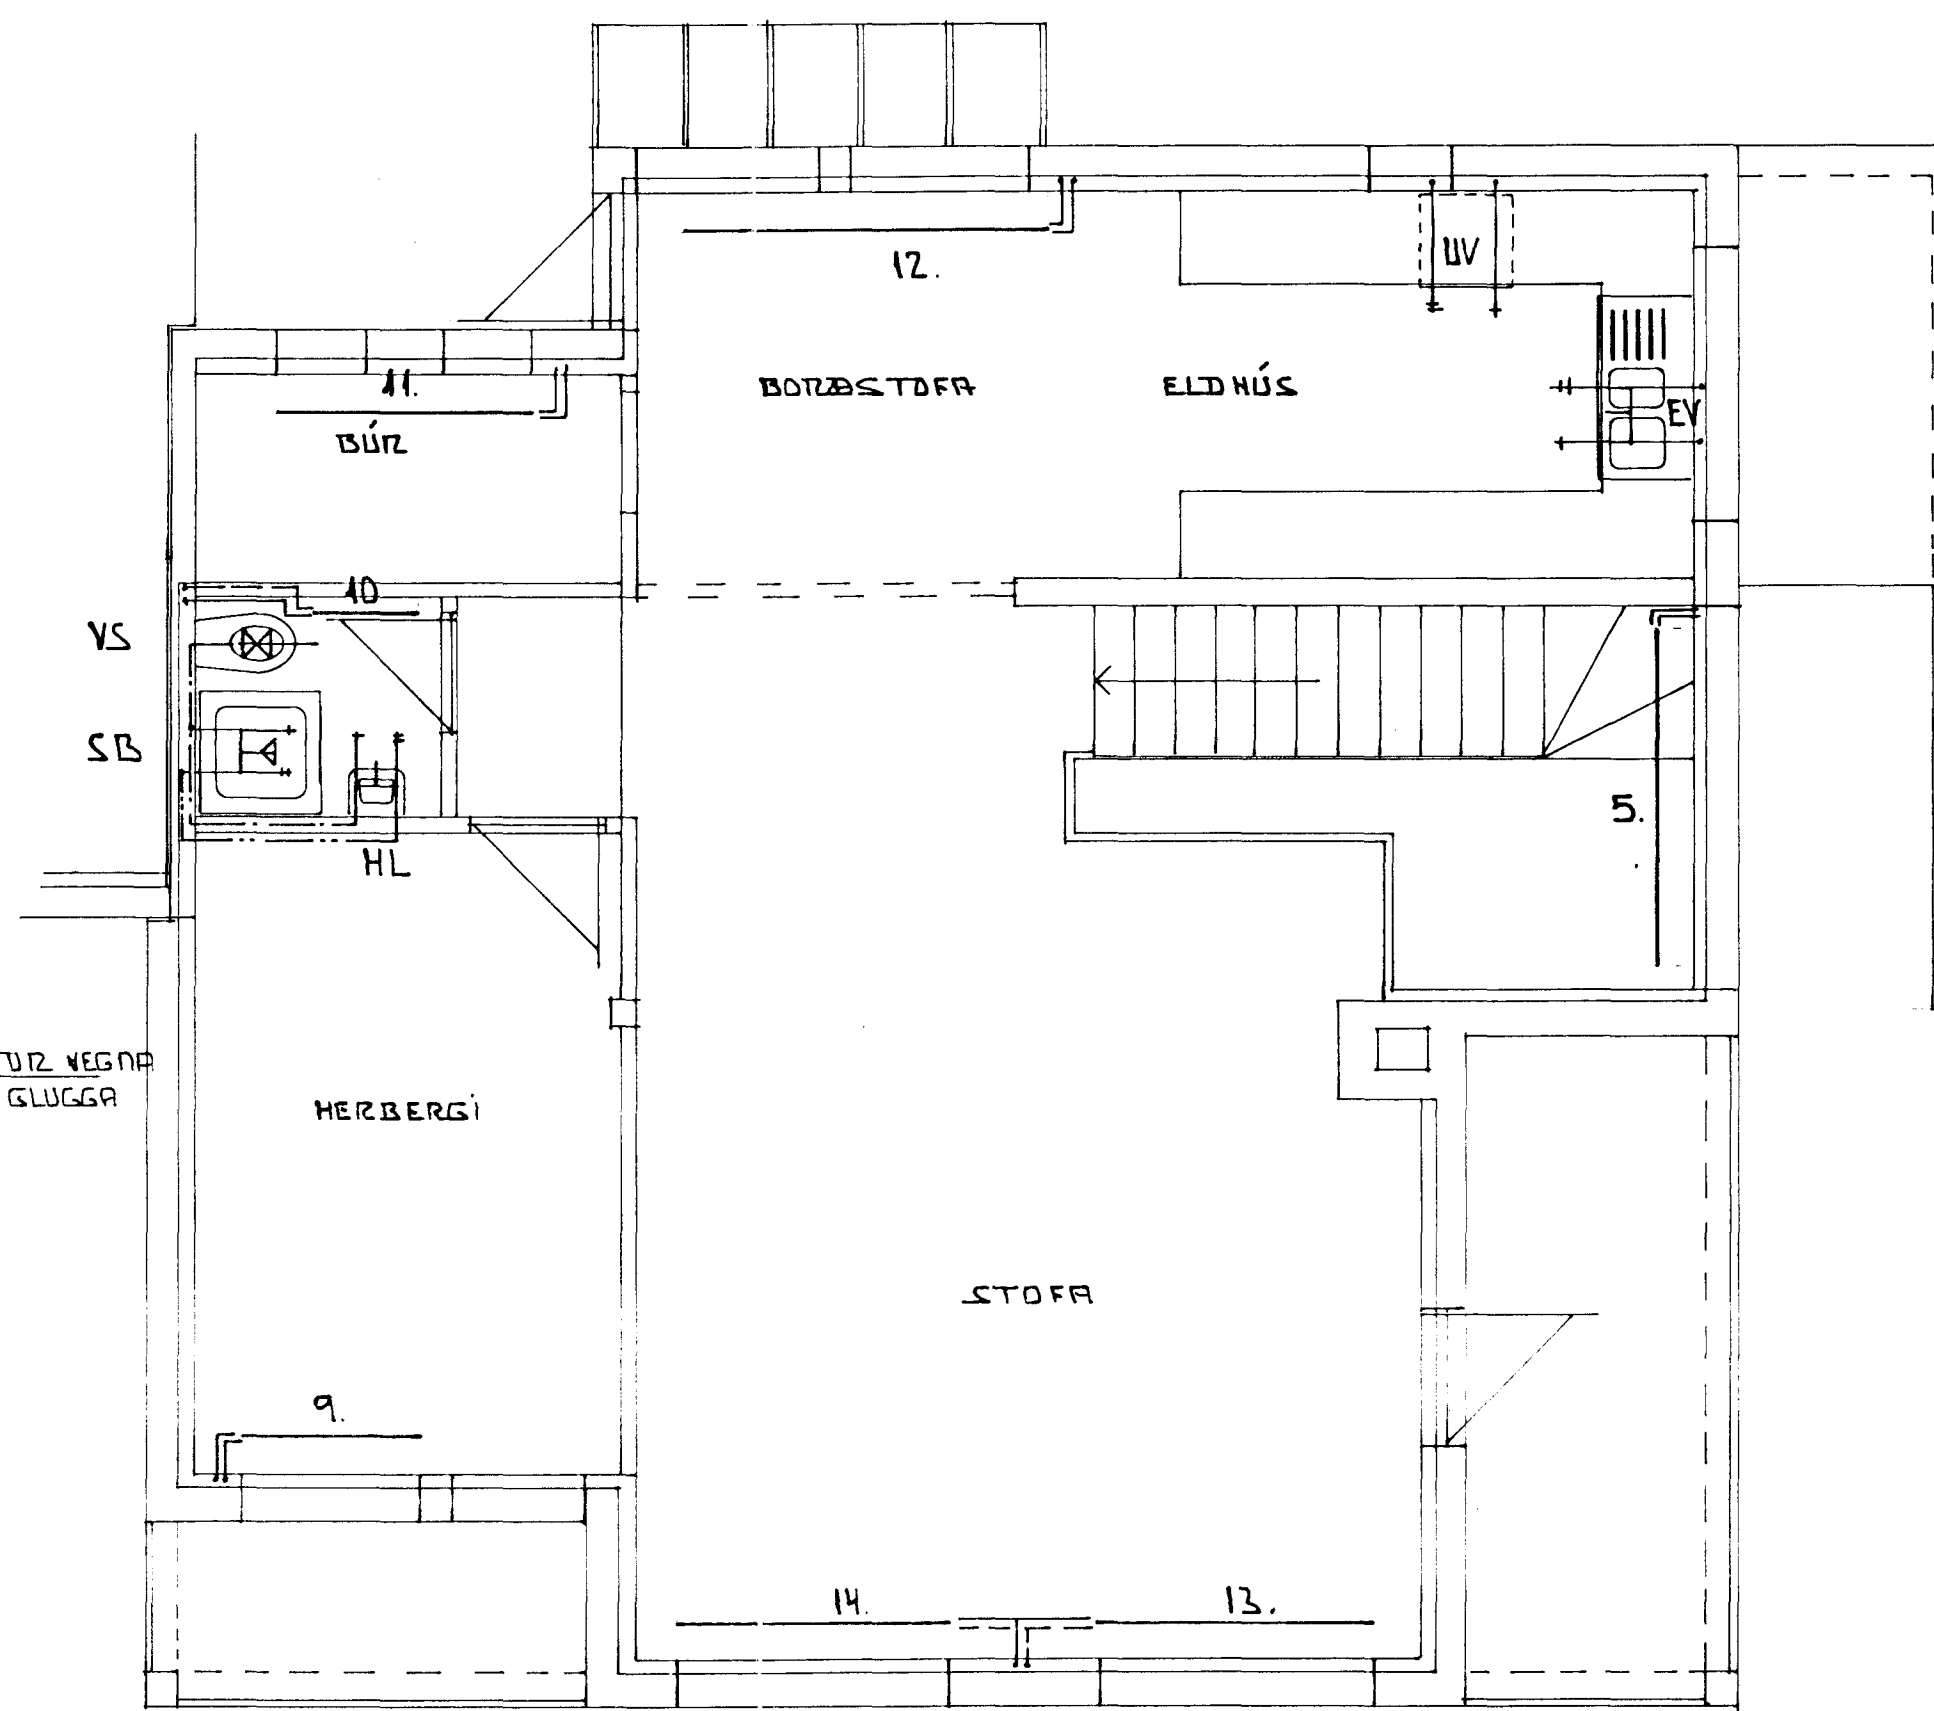 12.
UV
11.
BORÐSTOFA
ELDHÚS
EV
BÚR
10
VS
SB
5.
HL
VEGNA
GLUGGA
HERBERGI
STOFA
9.
14.
13.